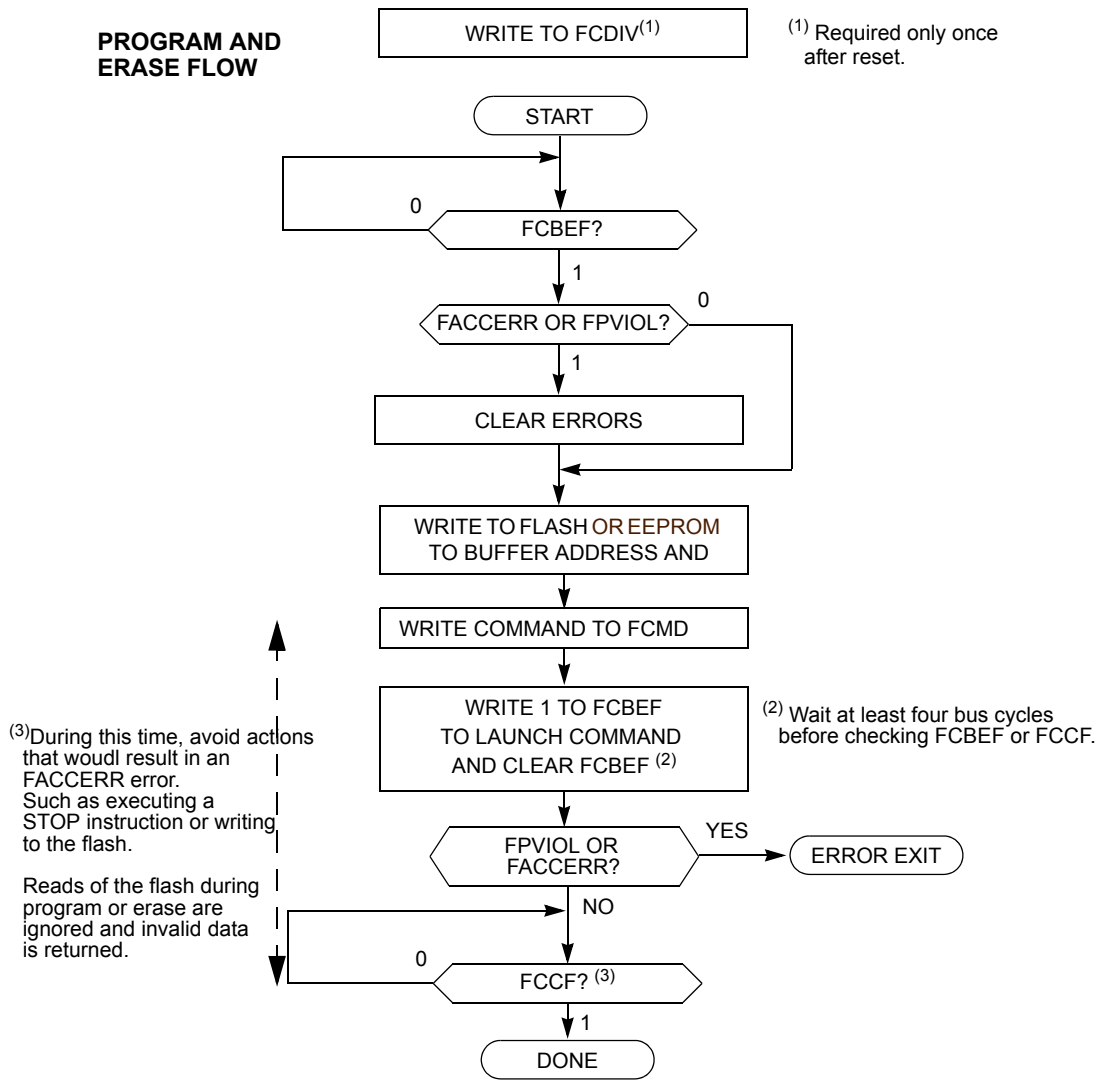 PROGRAM AND
ERASE FLOW
WRITE TO FCDIV(1)
(1) Required only once
after reset.
START
0
FCBEF?
1
0
FACCERR OR FPVIOL?
1
CLEAR ERRORS
WRITE TO FLASH OR EEPROM
TO BUFFER ADDRESS AND
WRITE COMMAND TO FCMD
WRITE 1 TO FCBEF
TO LAUNCH COMMAND
AND CLEAR FCBEF (2)
(2) Wait at least four bus cycles
before checking FCBEF or FCCF.
(3)During this time, avoid actions
that woudl result in an
FACCERR error.
Such as executing a
STOP instruction or writing
to the flash.
Reads of the flash during
program or erase are
ignored and invalid data
is returned.
FPVIOL OR
FACCERR?
YES
ERROR EXIT
NO
0
FCCF? (3)
1
DONE